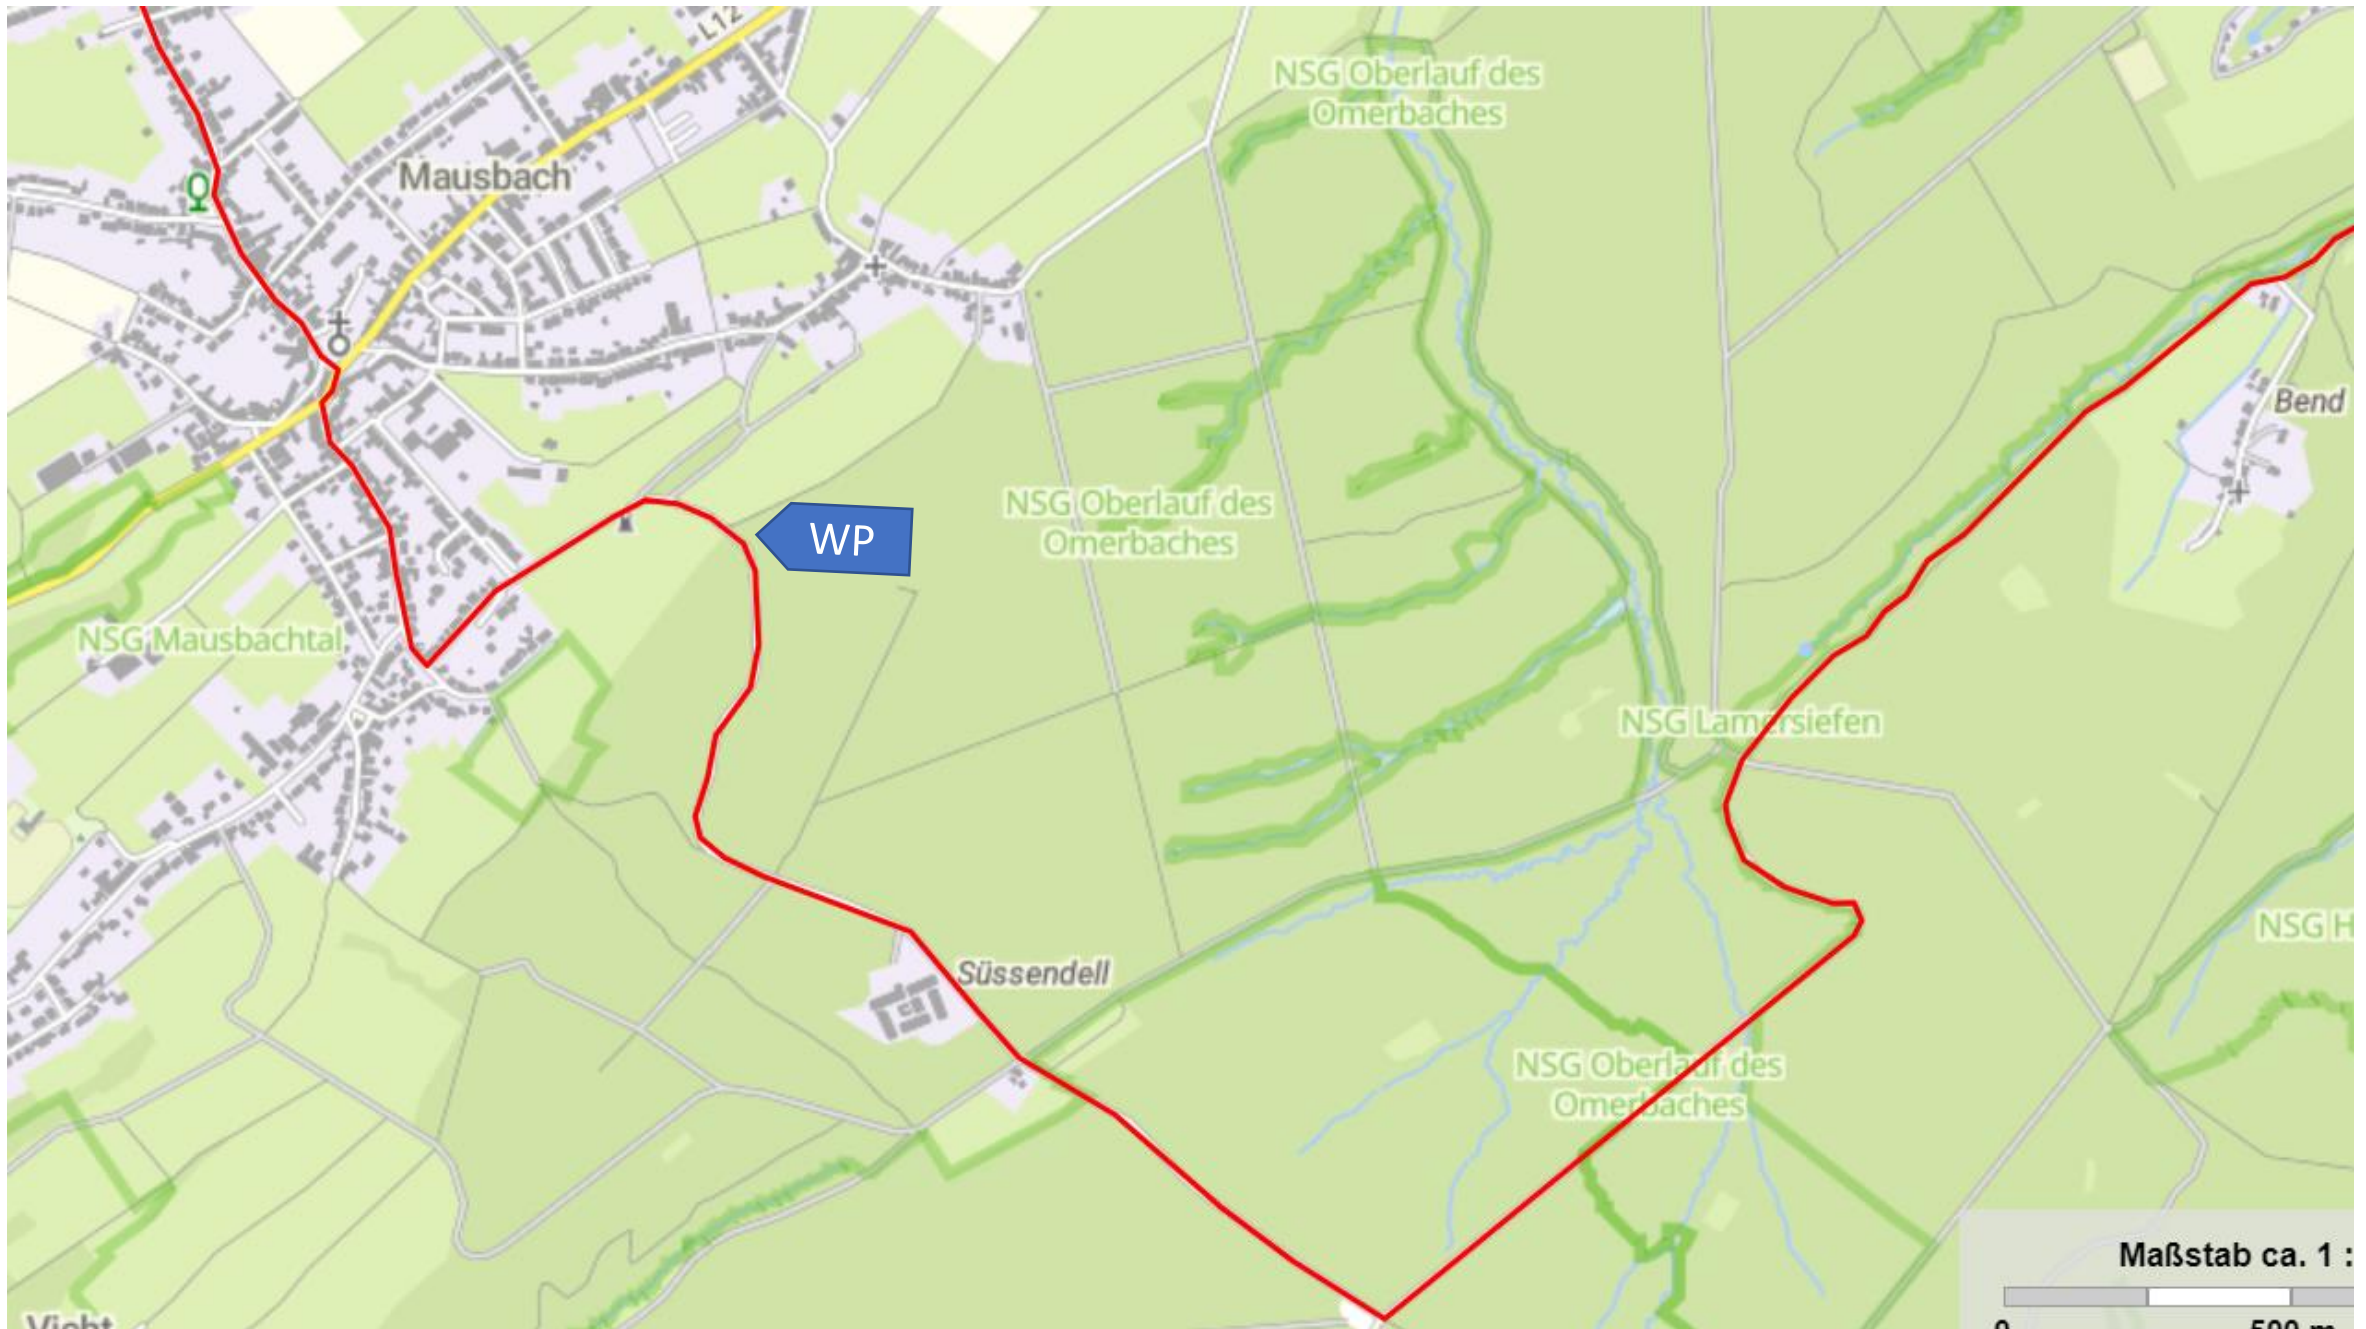 L12
NSG Oberlauf des
Omerbaches
Mausbach
Bend
NSG Oberlauf des
Omerbaches
WP
NSG Mausbachtal
NSG Lamersiefen
NSG H
Süssendell
NSG Oberlauf des
Omerbaches
Maßstab ca. 1 :
Vicht
0 500 m